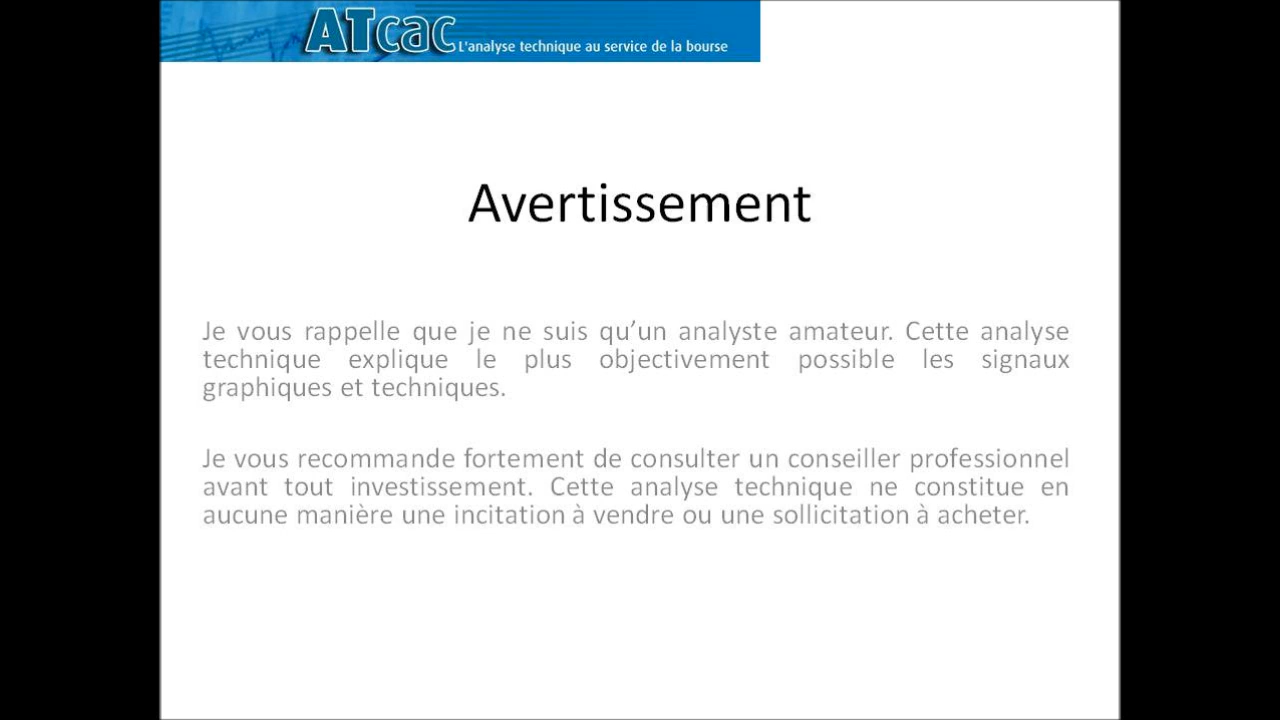 ATcac L'analyse technique au service de la bourse
Avertissement
Je vous rappelle que je ne suis qu’un analyste amateur. Cette analyse
technique explique le plus objectivement possible les signaux
graphiques et techniques.
Je vous recommande fortement de consulter un conseiller professionnel
avant tout investissement. Cette analyse technique ne constitue en
aucune manière une incitation à vendre ou une sollicitation à acheter.